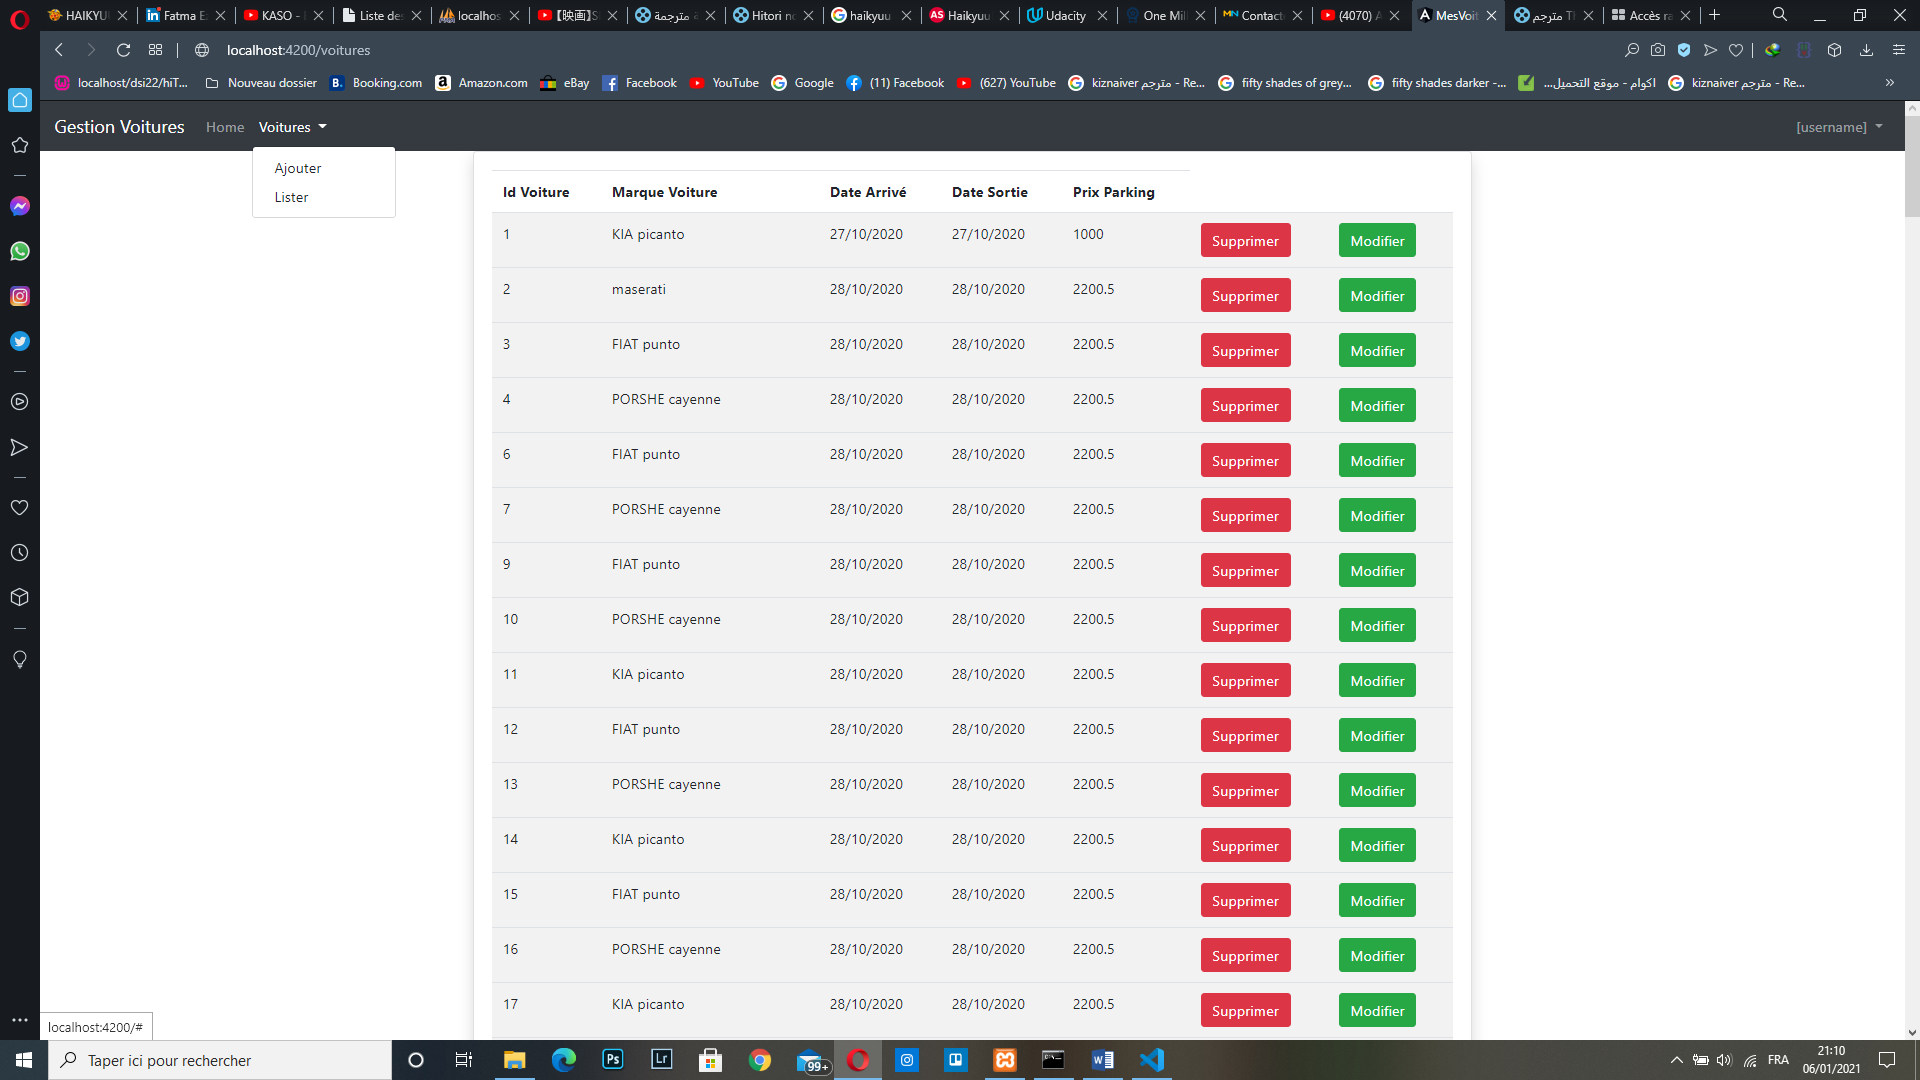 HAIKYU
Fatma E
KASO -
Liste de
localhos
【映画】S
مترجمة
Hitori no
haikyuu
Haikyuu
Udacity
One Mil
Contact
(4070) A
MesVoit
مترجم T
Accès ra
localhost:4200/voitures
localhost/dsi22/hiT...
Nouveau dossier
Booking.com
Amazon.com
eBay
Facebook
YouTube
Google
(11) Facebook
(627) YouTube
kiznaiver مترجم - Re...
fifty shades of grey...
fifty shades darker -...
اكوام - موقع التحميل...
kiznaiver مترجم - Re...
Gestion Voitures Home Voitures [username]
Ajouter
Lister
Id Voiture Marque Voiture Date Arrivé Date Sortie Prix Parking
1 KIA picanto 27/10/2020 27/10/2020 1000 Supprimer Modifier
2 maserati 28/10/2020 28/10/2020 2200.5 Supprimer Modifier
3 FIAT punto 28/10/2020 28/10/2020 2200.5 Supprimer Modifier
4 PORSHE cayenne 28/10/2020 28/10/2020 2200.5 Supprimer Modifier
6 FIAT punto 28/10/2020 28/10/2020 2200.5 Supprimer Modifier
7 PORSHE cayenne 28/10/2020 28/10/2020 2200.5 Supprimer Modifier
9 FIAT punto 28/10/2020 28/10/2020 2200.5 Supprimer Modifier
10 PORSHE cayenne 28/10/2020 28/10/2020 2200.5 Supprimer Modifier
11 KIA picanto 28/10/2020 28/10/2020 2200.5 Supprimer Modifier
12 FIAT punto 28/10/2020 28/10/2020 2200.5 Supprimer Modifier
13 PORSHE cayenne 28/10/2020 28/10/2020 2200.5 Supprimer Modifier
14 KIA picanto 28/10/2020 28/10/2020 2200.5 Supprimer Modifier
15 FIAT punto 28/10/2020 28/10/2020 2200.5 Supprimer Modifier
16 PORSHE cayenne 28/10/2020 28/10/2020 2200.5 Supprimer Modifier
17 KIA picanto 28/10/2020 28/10/2020 2200.5 Supprimer Modifier
localhost:4200/#
Taper ici pour rechercher
Ps
Lr
99+
FRA
21:10
06/01/2021